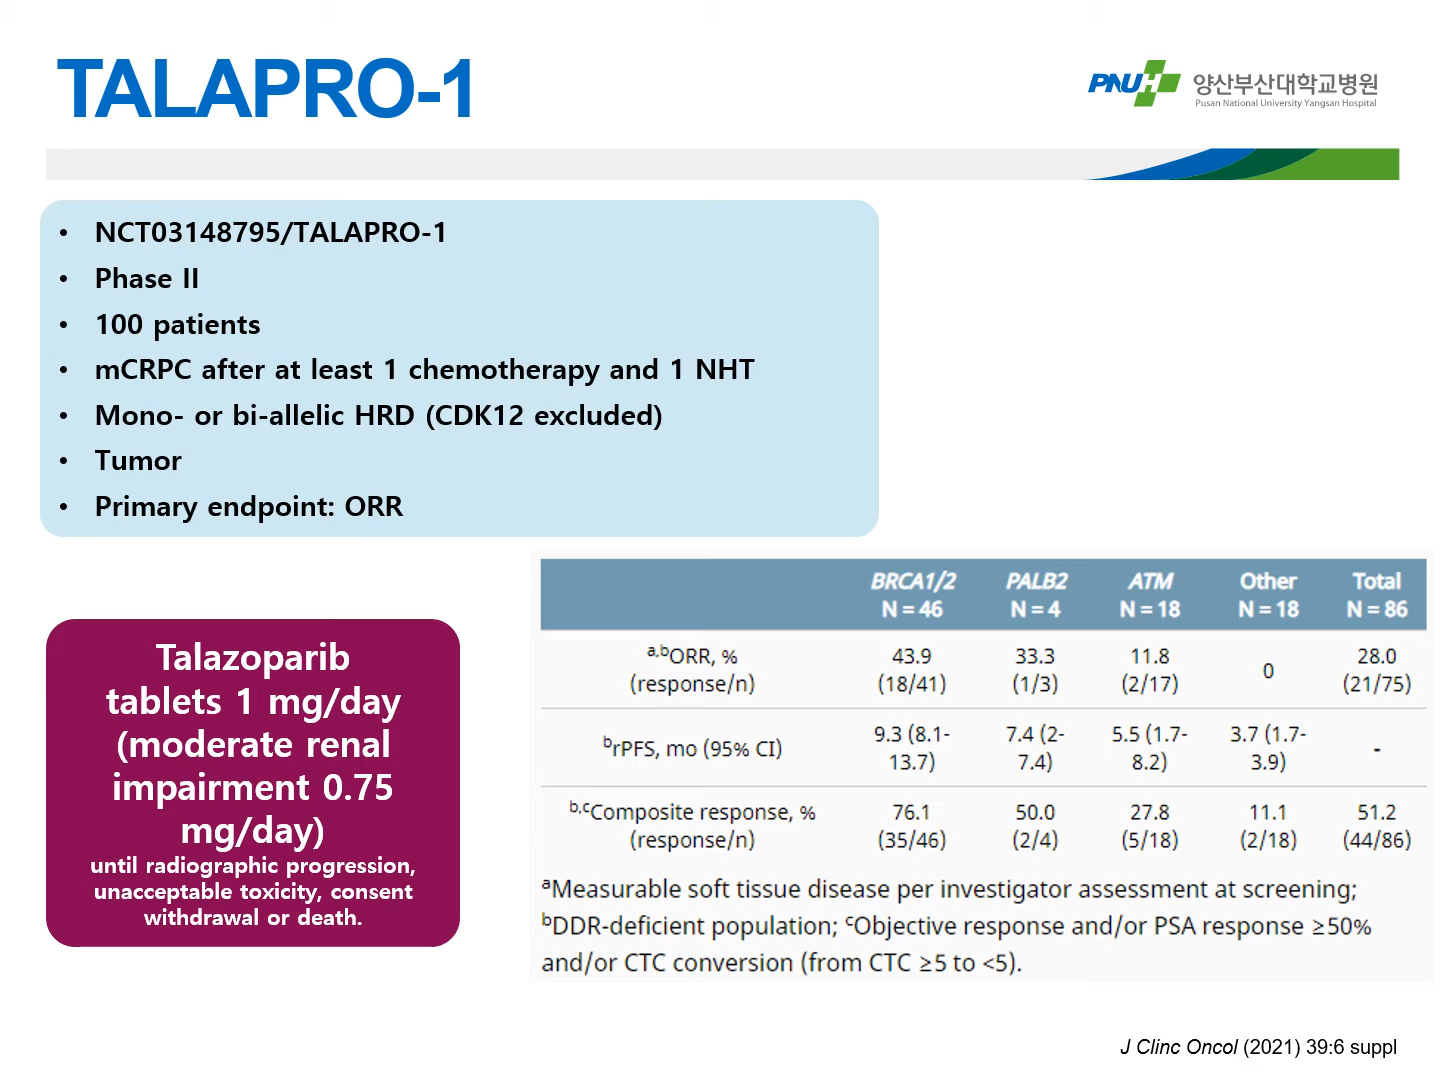 TALAPRO-1
PNUH 양산부산대학교병원
Pusan National University Yangsan Hospital
• NCT03148795/TALAPRO-1
• Phase II
• 100 patients
• mCRPC after at least 1 chemotherapy and 1 NHT
• Mono- or bi-allelic HRD (CDK12 excluded)
• Tumor
• Primary endpoint: ORR
Talazoparib
tablets 1 mg/day
(moderate renal
impairment 0.75
mg/day)
until radiographic progression,
unacceptable toxicity, consent
withdrawal or death.
BRCA1/2 PALB2 ATM Other Total
N = 46 N = 4 N = 18 N = 18 N = 86
a,bORR, % 43.9 33.3 11.8 0 28.0
(response/n) (18/41) (1/3) (2/17) (21/75)
brPFS, mo (95% CI) 9.3 (8.1- 7.4 (2- 5.5 (1.7- 3.7 (1.7- -
13.7) 7.4) 8.2) 3.9)
b,cComposite response, % 76.1 50.0 27.8 11.1 51.2
(response/n) (35/46) (2/4) (5/18) (2/18) (44/86)
aMeasurable soft tissue disease per investigator assessment at screening;
bDDR-deficient population; cObjective response and/or PSA response ≥50%
and/or CTC conversion (from CTC ≥5 to <5).
J Clinc Oncol (2021) 39:6 suppl